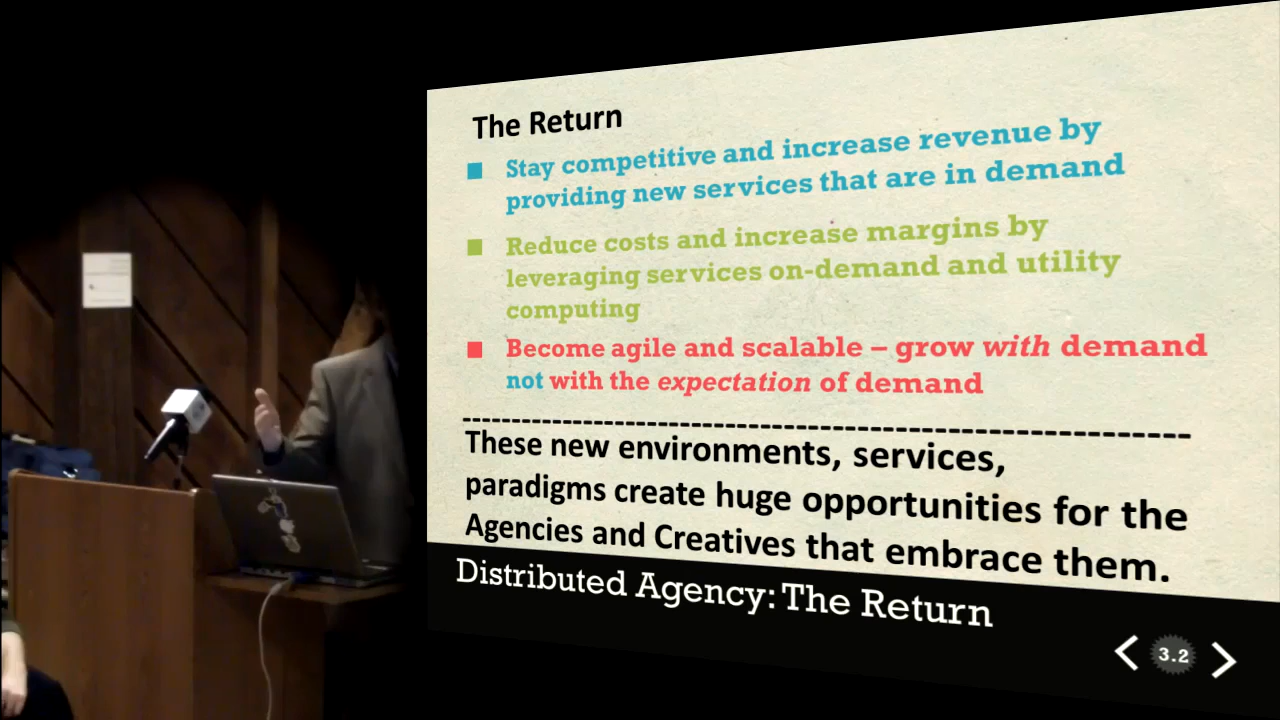 The Return
Stay competitive and increase revenue by
providing new services that are in demand
Reduce costs and increase margins by
leveraging services on-demand and utility
computing
Become agile and scalable – grow with demand
not with the expectation of demand
These new environments, services,
paradigms create huge opportunities for the
Agencies and Creatives that embrace them.
Distributed Agency: The Return
3.2